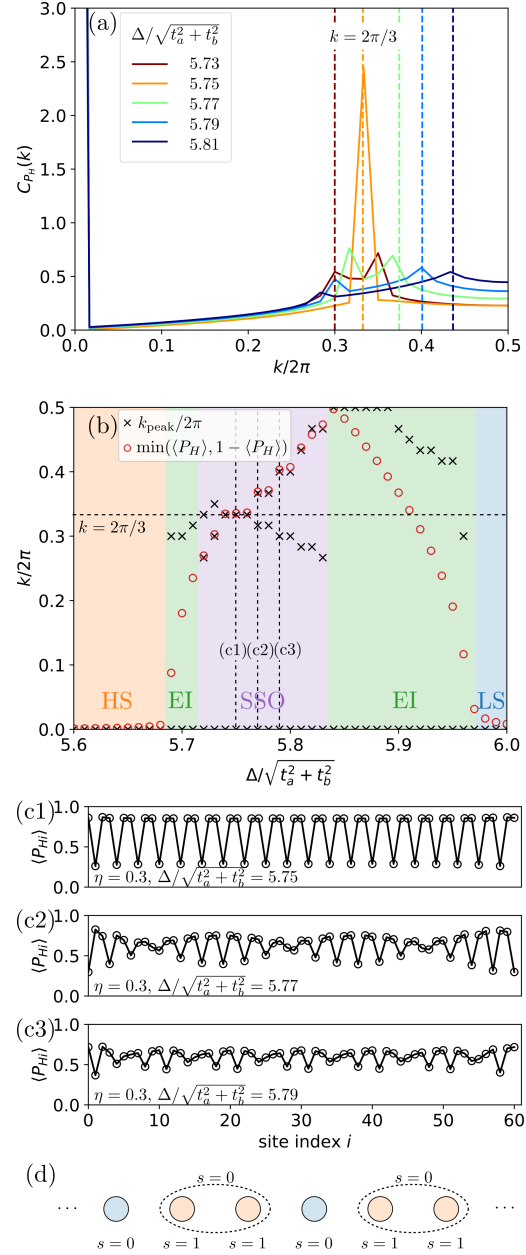 (a)
Δ/√(t_a^2 + t_b^2)
5.73
5.75
5.77
5.79
5.81
k = 2π/3
C_{P_H}(k)
3.0
2.5
2.0
1.5
1.0
0.5
0.0
0.0 0.1 0.2 0.3 0.4 0.5
k/2π
(b)
k_peak/2π
min(⟨P_H⟩, 1 − ⟨P_H⟩)
k = 2π/3
k/2π
0.5
0.4
0.3
0.2
0.1
0.0
(c1) (c2) (c3)
HS EI SSO EI LS
5.6 5.7 5.8 5.9 6.0
Δ/√(t_a^2 + t_b^2)
(c1)
⟨P_{Hi}⟩
1.0
0.5
0.0
η = 0.3, Δ/√(t_a^2 + t_b^2) = 5.75
(c2)
⟨P_{Hi}⟩
1.0
0.5
0.0
η = 0.3, Δ/√(t_a^2 + t_b^2) = 5.77
(c3)
⟨P_{Hi}⟩
1.0
0.5
0.0
η = 0.3, Δ/√(t_a^2 + t_b^2) = 5.79
0 10 20 30 40 50 60
site index i
(d)
s = 0 s = 0
··· ···
s = 0 s = 1 s = 1 s = 0 s = 1 s = 1